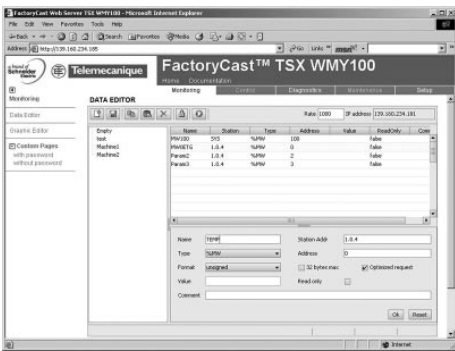 FactoryCast Web Server TSX WMY100 - Microsoft Internet Explorer
File Edit View Favorites Tools Help
Back Search Favorites Media
Address http://139.160.234.185 Go Links
Schneider Electric
Telemecanique
FactoryCast™ TSX WMY100
Home Documentation
Monitoring Control Diagnostics Maintenance Setup
Monitoring
DATA EDITOR
Data Editor
Graphic Editor
Custom Pages
with password
without password
Rate 1000 IP address 139.160.234.181
Empty
test
Machine1
Machine2
Name Station Type Address Value ReadOnly
MW100 SYS %MW 100 false
1.0.4 %MW 0 false
Param2 1.0.4 %MW 2 false
Param3 1.0.4 %MW 3 false
Name TEMP Station Addr 1.0.4
Type %MW Address 0
Format unsigned 32 bytes max Optimized request
Value Read only
Comment
Ok Reset
Internet